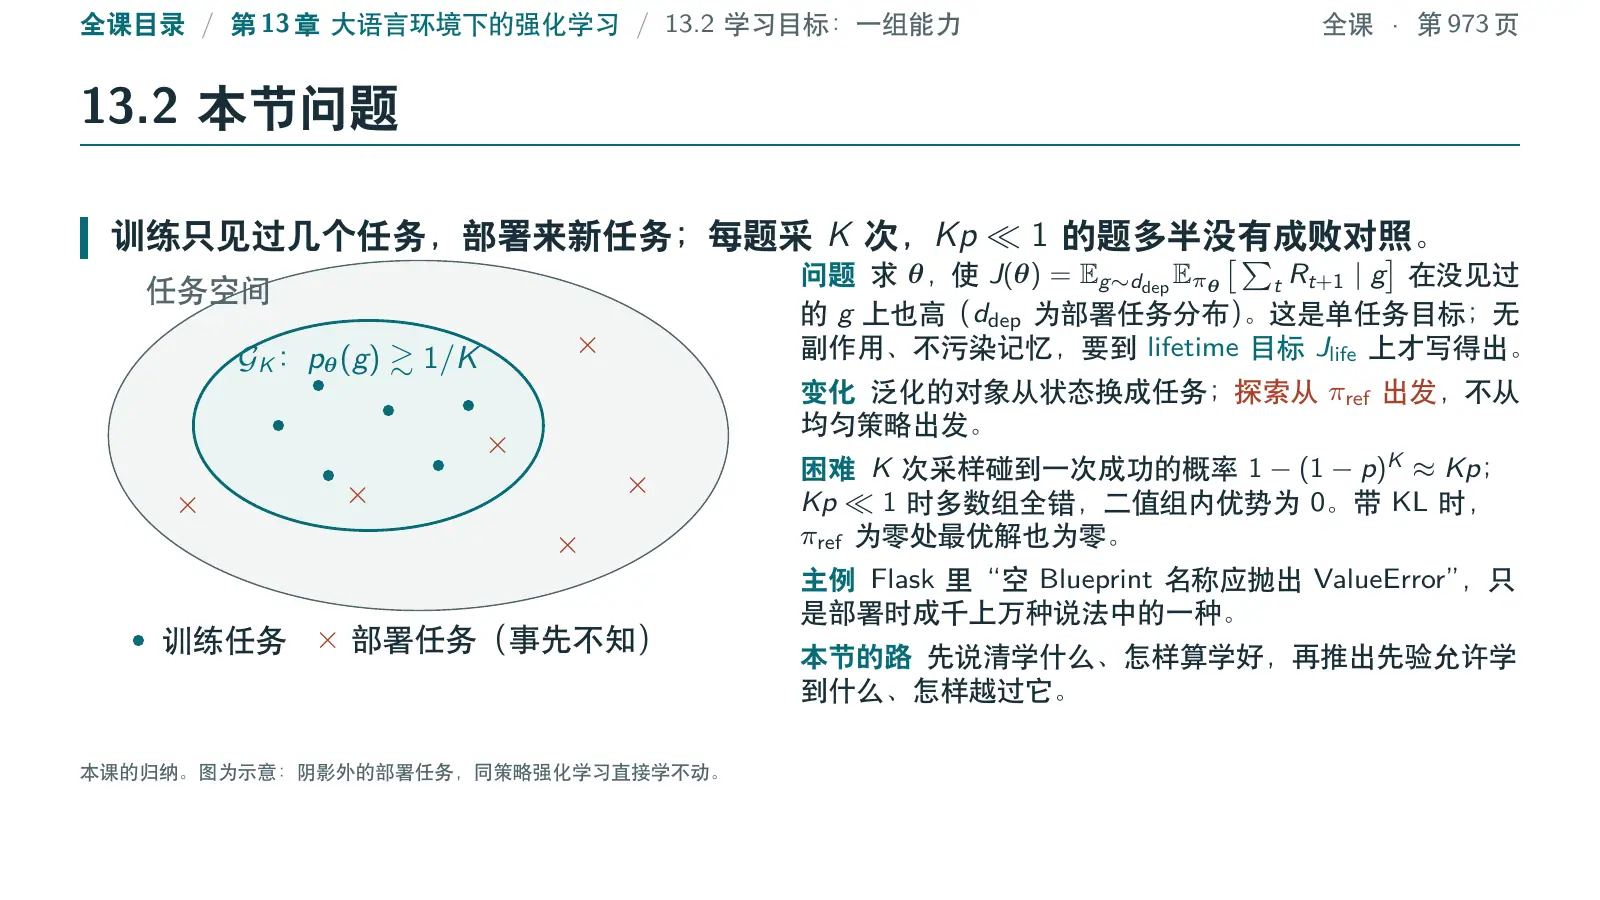 全课目录 / 第 13 章 大语言环境下的强化学习 / 13.2 学习目标：一组能力
全课 · 第 973 页
13.2 本节问题
训练只见过几个任务，部署来新任务；每题采 K 次，Kp ≪ 1 的题多半没有成败对照。
任务空间
𝒢_K：p_θ(g) ≳ 1/K
训练任务 × 部署任务（事先不知）
问题 求 θ，使 J(θ) = 𝔼_{g∼d_dep} 𝔼_{π_θ} [∑_t R_{t+1} | g] 在没见过
的 g 上也高（d_dep 为部署任务分布）。这是单任务目标；无
副作用、不污染记忆，要到 lifetime 目标 J_life 上才写得出。
变化 泛化的对象从状态换成任务；探索从 π_ref 出发，不从
均匀策略出发。
困难 K 次采样碰到一次成功的概率 1 − (1 − p)^K ≈ Kp；
Kp ≪ 1 时多数组全错，二值组内优势为 0。带 KL 时，
π_ref 为零处最优解也为零。
主例 Flask 里 “空 Blueprint 名称应抛出 ValueError”，只
是部署时成千上万种说法中的一种。
本节的路 先说清学什么、怎样算学好，再推出先验允许学
到什么、怎样越过它。
本课的归纳。图为示意：阴影外的部署任务，同策略强化学习直接学不动。